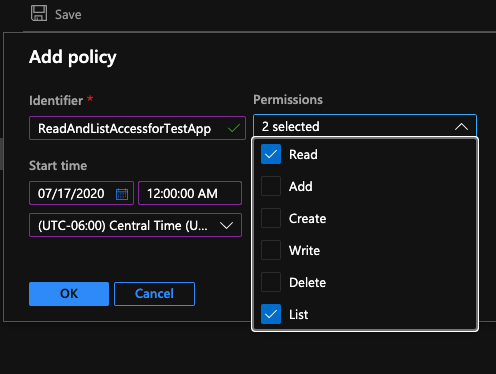 Save
Add policy
Identifier *
Permissions
ReadAndListAccessforTestApp
2 selected
Read
Add
Create
Write
Delete
List
Start time
07/17/2020
12:00:00 AM
(UTC-06:00) Central Time (U...
OK
Cancel